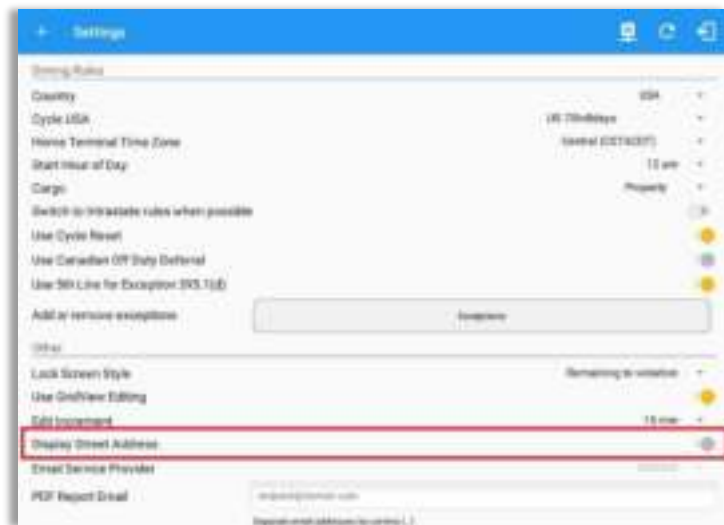 Settings
Driving Rules
Country USA
Cycle USA
Home Terminal Time Zone Central (CST/CDT)
Start Hour of Day 12 am
Cargo Property
Switch to Intrastate rules when possible
Use Cycle Reset
Use Canadian Off Duty Deferral
Use 5th Line for Exception 395.1(d)
Add or remove exceptions Exceptions
Other
Lock Screen Style Remaining to violation
Use GridView Editing
Edit Increment 15 min
Display Street Address
Email Service Provider
PDF Report Email
Separate email addresses by comma (,)